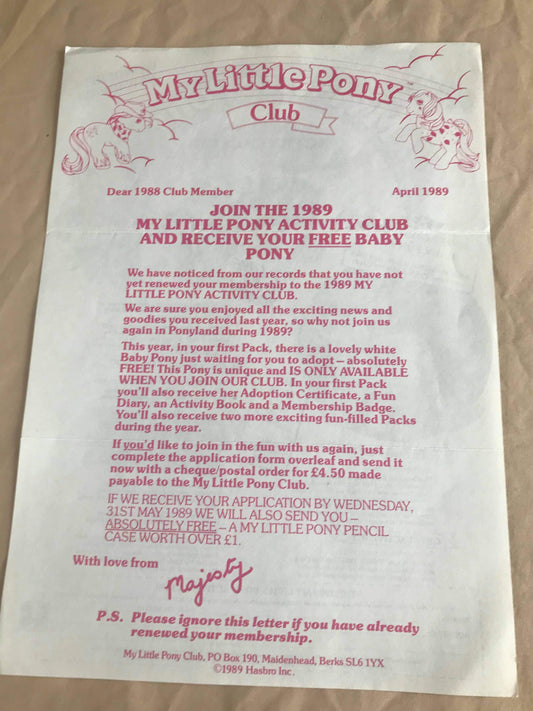 My Little Pony
Club
Dear 1988 Club Member April 1989
JOIN THE 1989
MY LITTLE PONY ACTIVITY CLUB
AND RECEIVE YOUR FREE BABY
PONY
We have noticed from our records that you have not
yet renewed your membership to the 1989 MY
LITTLE PONY ACTIVITY CLUB.
We are sure you enjoyed all the exciting news and
goodies you received last year, so why not join us
again in Ponyland during 1989?
This year, in your first Pack, there is a lovely white
Baby Pony just waiting for you to adopt – absolutely
FREE! This Pony is unique and IS ONLY AVAILABLE
WHEN YOU JOIN OUR CLUB. In your first Pack
you'll also receive her Adoption Certificate, a Fun
Diary, an Activity Book and a Membership Badge.
You'll also receive two more exciting fun-filled Packs
during the year.
If you'd like to join in the fun with us again, just
complete the application form overleaf and send it
now with a cheque/postal order for £4.50 made
payable to the My Little Pony Club.
IF WE RECEIVE YOUR APPLICATION BY WEDNESDAY,
31ST MAY 1989 WE WILL ALSO SEND YOU –
ABSOLUTELY FREE – A MY LITTLE PONY PENCIL
CASE WORTH OVER £1.
With love from
Majesty
P.S. Please ignore this letter if you have already
renewed your membership.
My Little Pony Club, PO Box 190, Maidenhead, Berks SL6 1YX
©1989 Hasbro Inc.